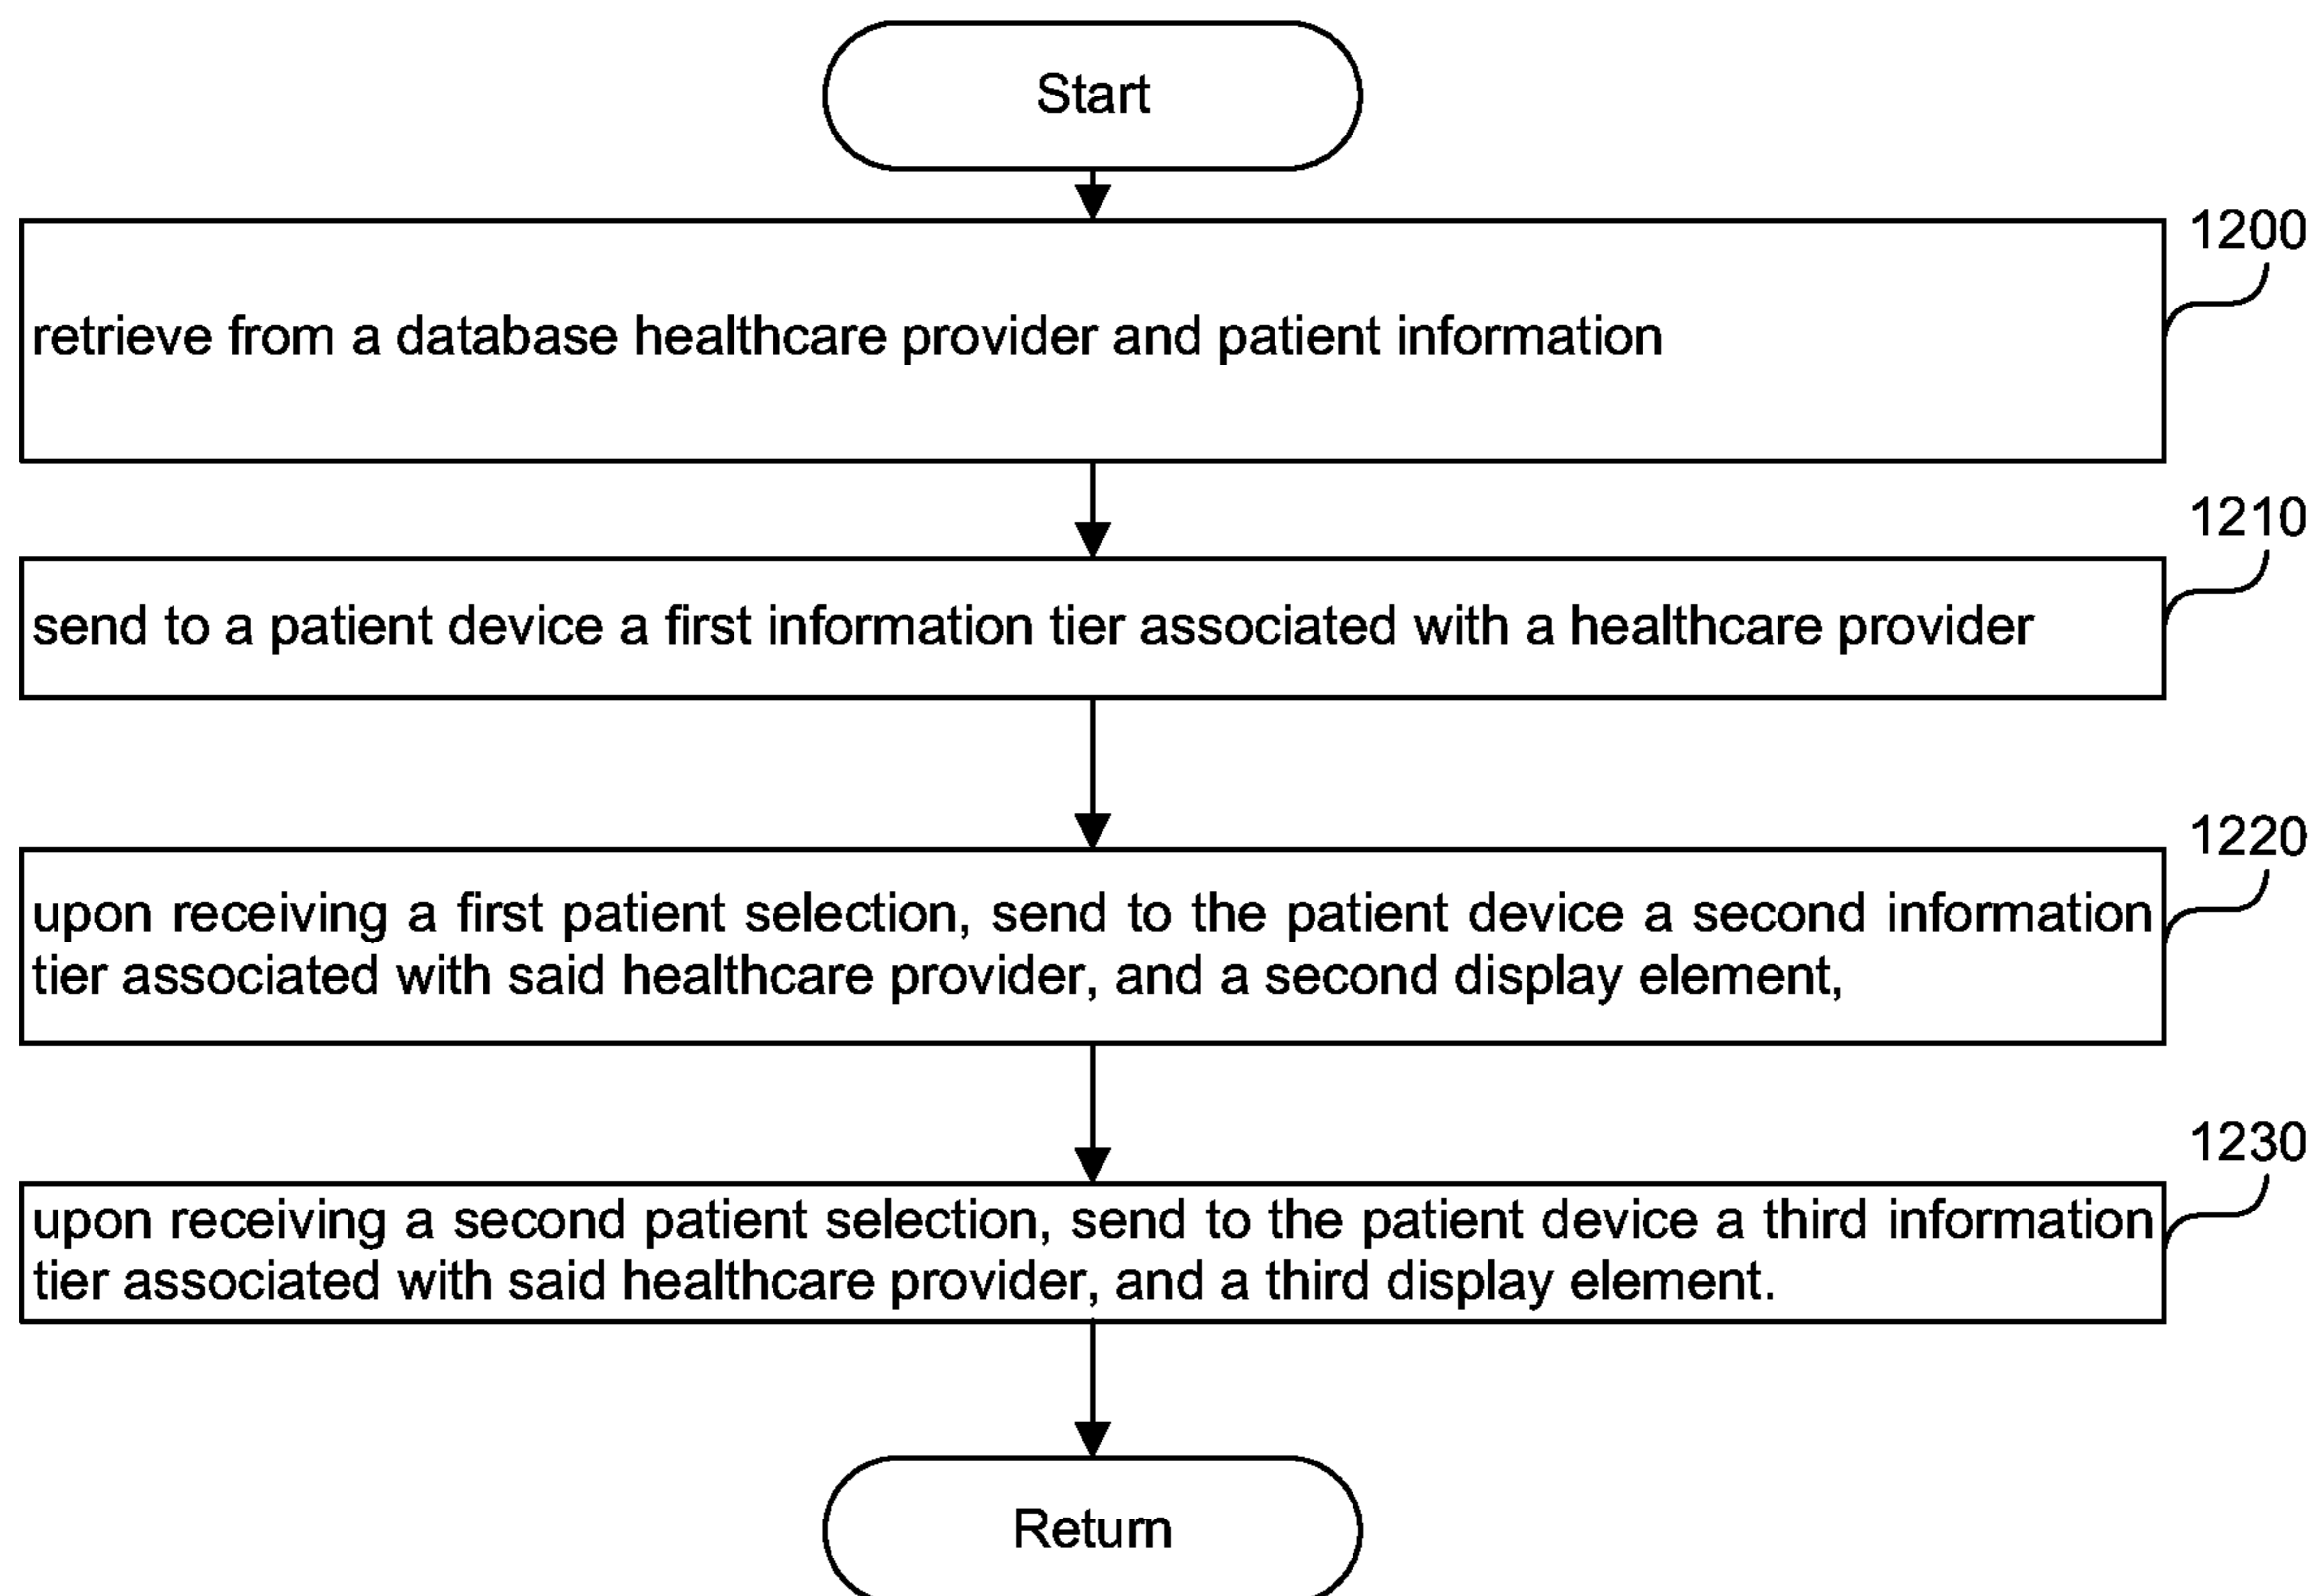 Start
1200
retrieve from a database healthcare provider and patient information
1210
send to a patient device a first information tier associated with a healthcare provider
1220
upon receiving a first patient selection, send to the patient device a second information
tier associated with said healthcare provider, and a second display element,
1230
upon receiving a second patient selection, send to the patient device a third information
tier associated with said healthcare provider, and a third display element.
Return